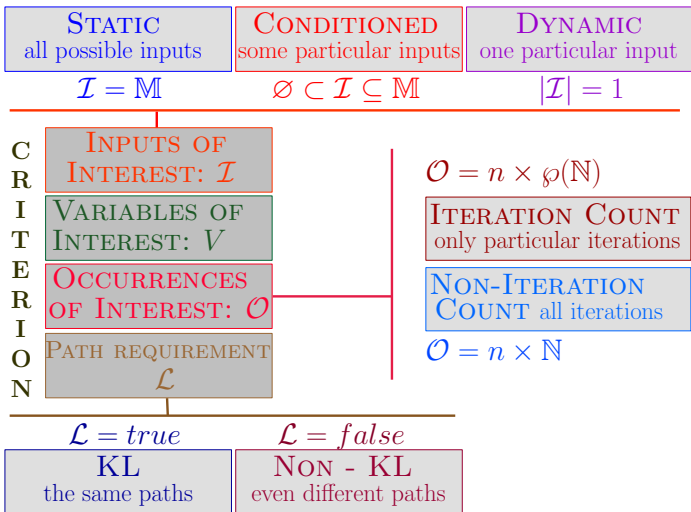 STATIC
all possible inputs
CONDITIONED
some particular inputs
DYNAMIC
one particular input
𝓘 = 𝕄
∅ ⊂ 𝓘 ⊆ 𝕄
|𝓘| = 1
CRITERION
INPUTS OF
INTEREST: 𝓘
VARIABLES OF
INTEREST: V
OCCURRENCES
OF INTEREST: 𝓞
PATH REQUIREMENT
𝓛
𝓞 = n × ℘(ℕ)
ITERATION COUNT
only particular iterations
NON-ITERATION
COUNT all iterations
𝓞 = n × ℕ
𝓛 = true
𝓛 = false
KL
the same paths
NON - KL
even different paths